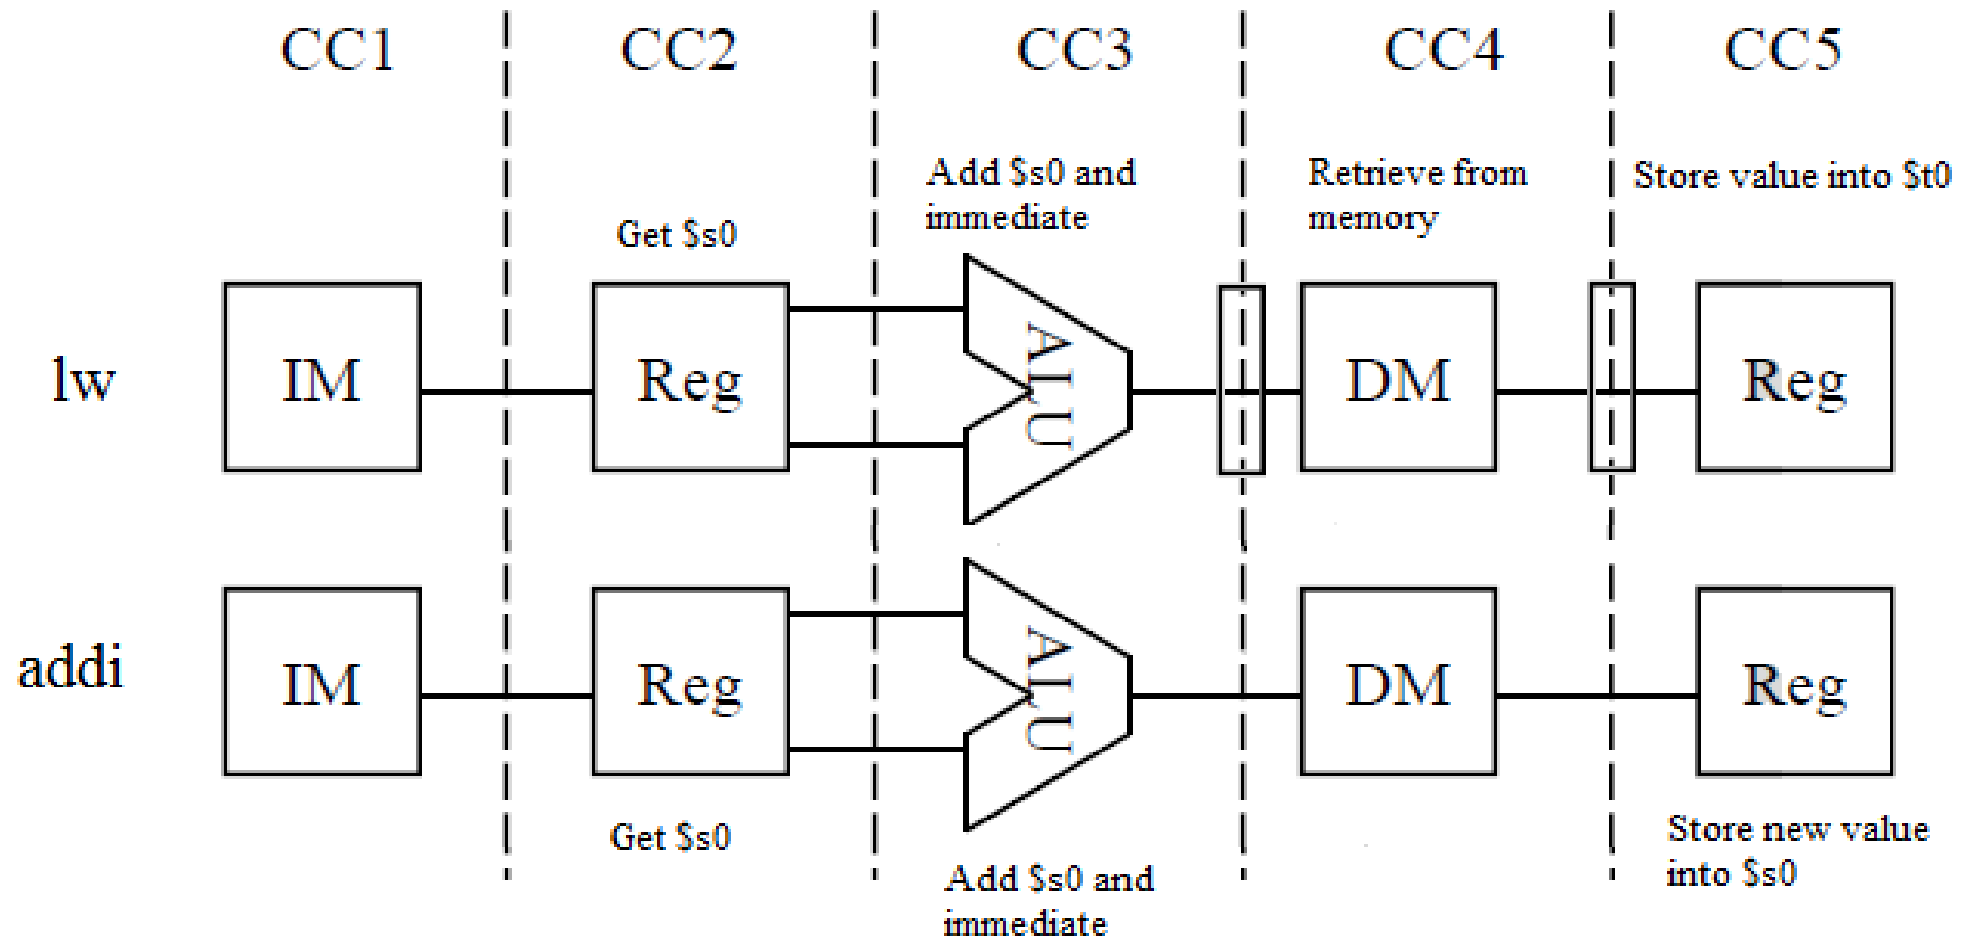 CC1 CC2 CC3 CC4 CC5
Add $s0 and
immediate
Retrieve from
memory
Store value into $t0
Get $s0
lw IM Reg ALU DM Reg
addi IM Reg ALU DM Reg
Get $s0
Add $s0 and
immediate
Store new value
into $s0